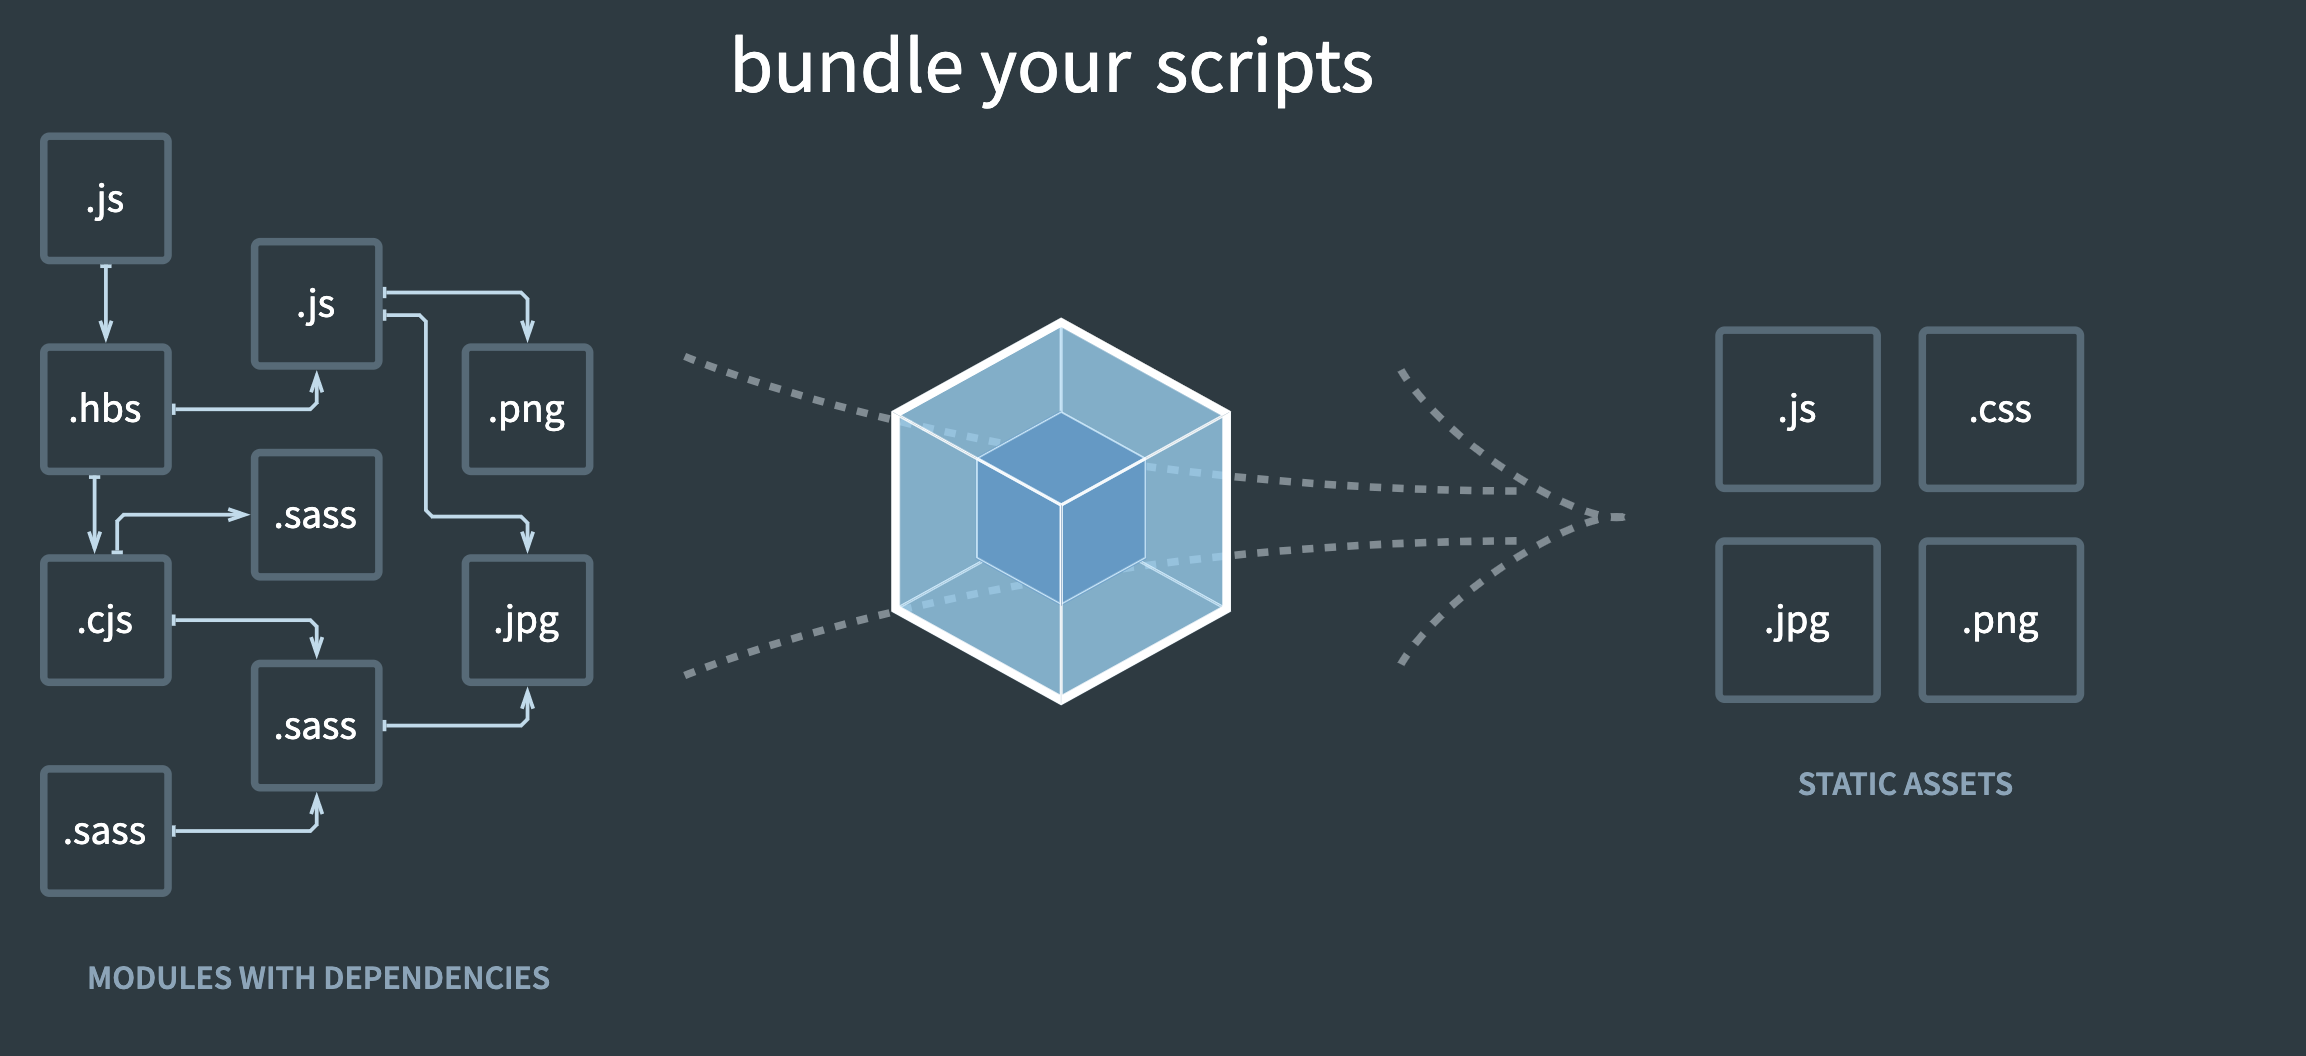 bundle your scripts
.js
.js
.hbs
.png
.sass
.cjs
.jpg
.sass
.sass
MODULES WITH DEPENDENCIES
.js
.css
.jpg
.png
STATIC ASSETS